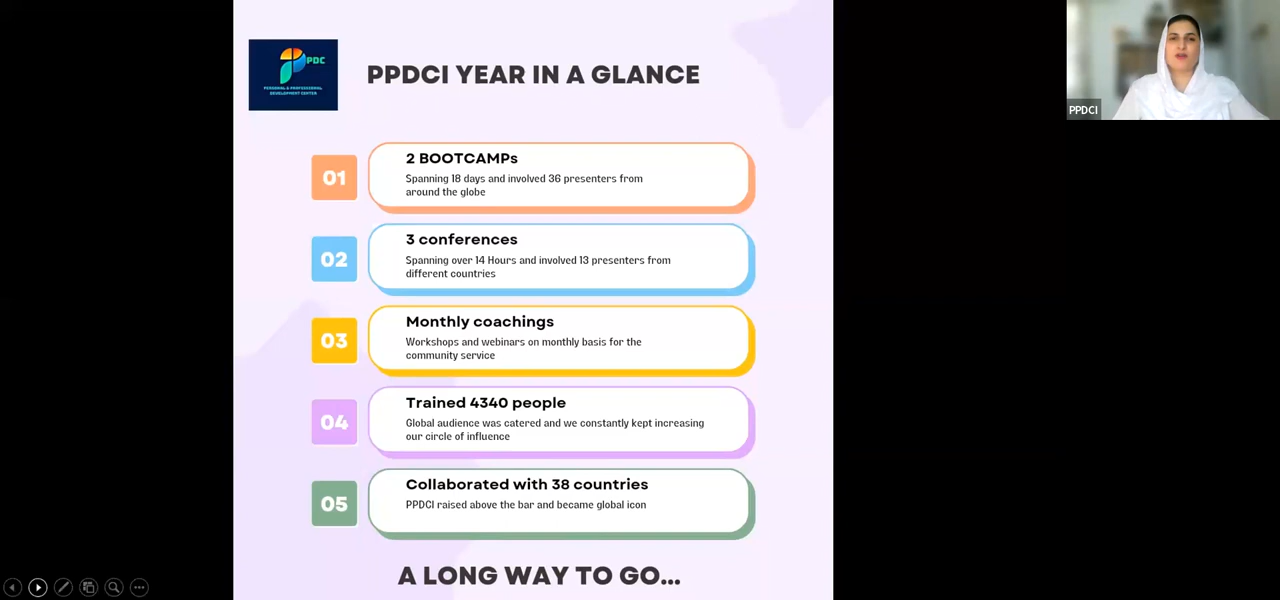 PDC
PERSONAL & PROFESSIONAL
DEVELOPMENT CENTER
PPDCI YEAR IN A GLANCE
01
2 BOOTCAMPs
Spanning 18 days and involved 36 presenters from
around the globe
02
3 conferences
Spanning over 14 Hours and involved 13 presenters from
different countries
03
Monthly coachings
Workshops and webinars on monthly basis for the
community service
04
Trained 4340 people
Global audience was catered and we constantly kept increasing
our circle of influence
05
Collaborated with 38 countries
PPDCI raised above the bar and became global icon
A LONG WAY TO GO...
PPDCI